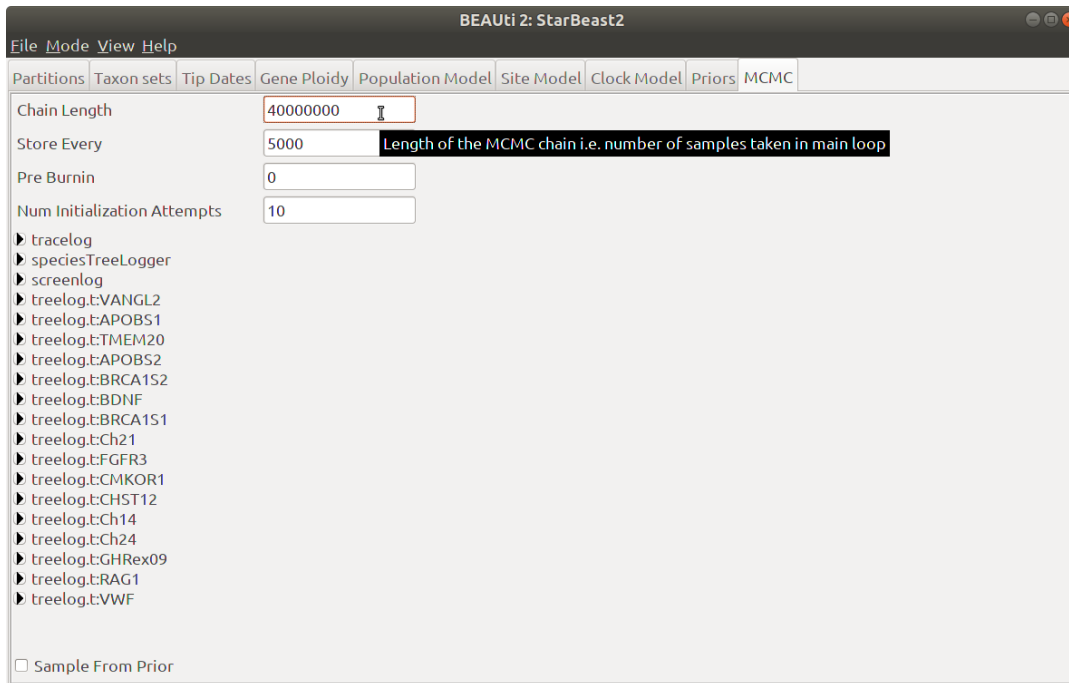 BEAUti 2: StarBeast2
File Mode View Help
Partitions Taxon sets Tip Dates Gene Ploidy Population Model Site Model Clock Model Priors MCMC
Chain Length 40000000
Store Every 5000 Length of the MCMC chain i.e. number of samples taken in main loop
Pre Burnin 0
Num Initialization Attempts 10
tracelog
speciesTreeLogger
screenlog
treelog.t:VANGL2
treelog.t:APOBS1
treelog.t:TMEM20
treelog.t:APOBS2
treelog.t:BRCA1S2
treelog.t:BDNF
treelog.t:BRCA1S1
treelog.t:Ch21
treelog.t:FGFR3
treelog.t:CMKOR1
treelog.t:CHST12
treelog.t:Ch14
treelog.t:Ch24
treelog.t:GHRex09
treelog.t:RAG1
treelog.t:VWF
Sample From Prior